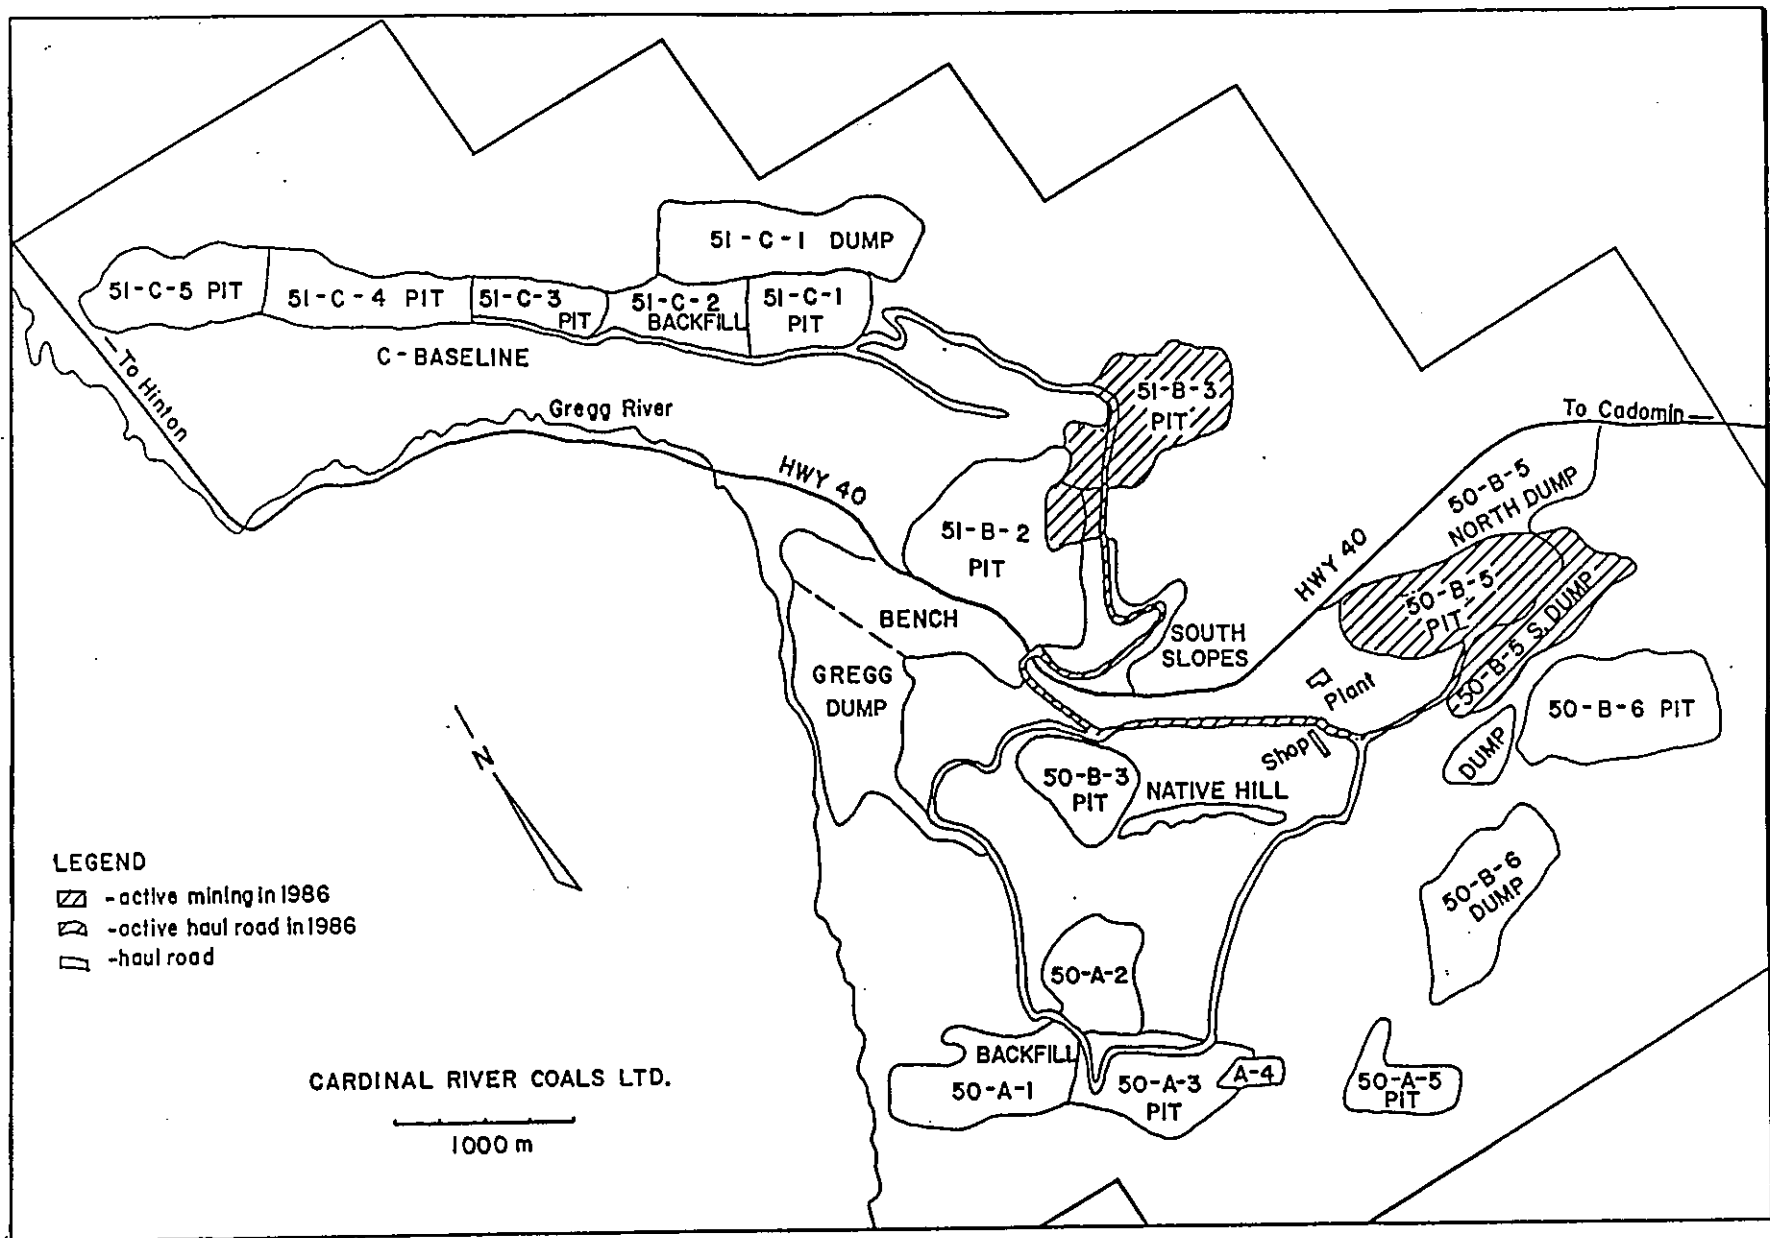 51-C-1 DUMP
51-C-5 PIT
51-C-4 PIT
51-C-3
PIT
51-C-2
BACKFILL
51-C-1
PIT
C-BASELINE
To Hinton
Gregg River
HWY 40
51-B-3
PIT
To Cadomin
51-B-2
PIT
50-B-5
NORTH DUMP
HWY 40
50-B-5
PIT
50-B-5 S. DUMP
BENCH
SOUTH
SLOPES
GREGG
DUMP
Plant
50-B-6 PIT
Shop
DUMP
50-B-3
PIT
NATIVE HILL
N
LEGEND
-active mining in 1986
-active haul road in 1986
-haul road
50-B-6
DUMP
50-A-2
BACKFILL
50-A-1
50-A-3
PIT
A-4
50-A-5
PIT
CARDINAL RIVER COALS LTD.
1000 m